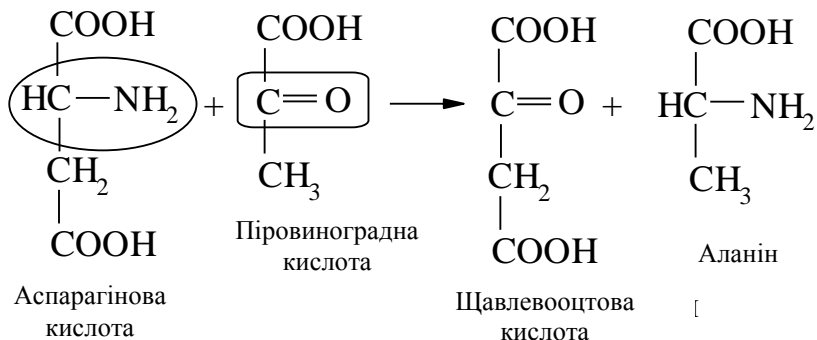 COOH
HC—NH2
CH2
COOH
Аспарагінова
кислота
+
COOH
C=O
CH3
Піровиноградна
кислота
COOH
C=O
CH2
COOH
Щавлевооцтова
кислота
+
COOH
HC—NH2
CH3
Аланін